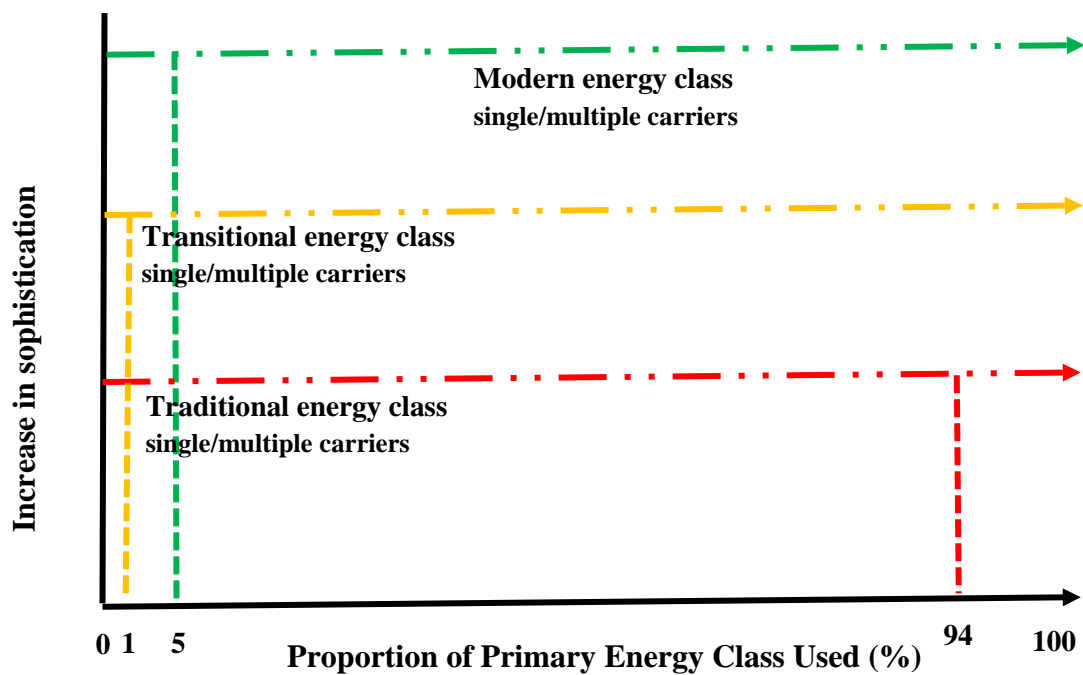 Modern energy class
single/multiple carriers
Transitional energy class
single/multiple carriers
Traditional energy class
single/multiple carriers
Increase in sophistication
0 1 5 94 100
Proportion of Primary Energy Class Used (%)